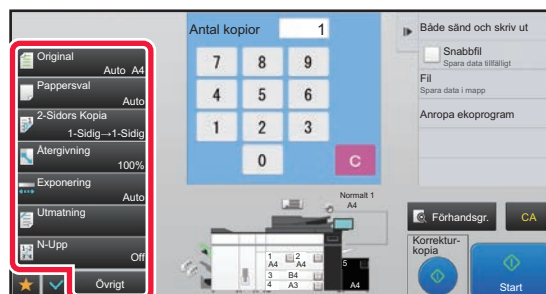 Original
Auto A4
Pappersval
Auto
2-Sidors Kopia
1-Sidig→1-Sidig
Återgivning
100%
Exponering
Auto
Utmatning
N-Upp
Off
Övrigt
Antal kopior 1
7 8 9
4 5 6
1 2 3
0 C
Normalt 1
A4
1 A4
2 A4
3 B4
4 A3
5 A4
Både sänd och skriv ut
Snabbfil
Spara data tillfälligt
Fil
Spara data i mapp
Anropa ekoprogram
Förhandsgr.
CA
Korrektur-
kopia
Start